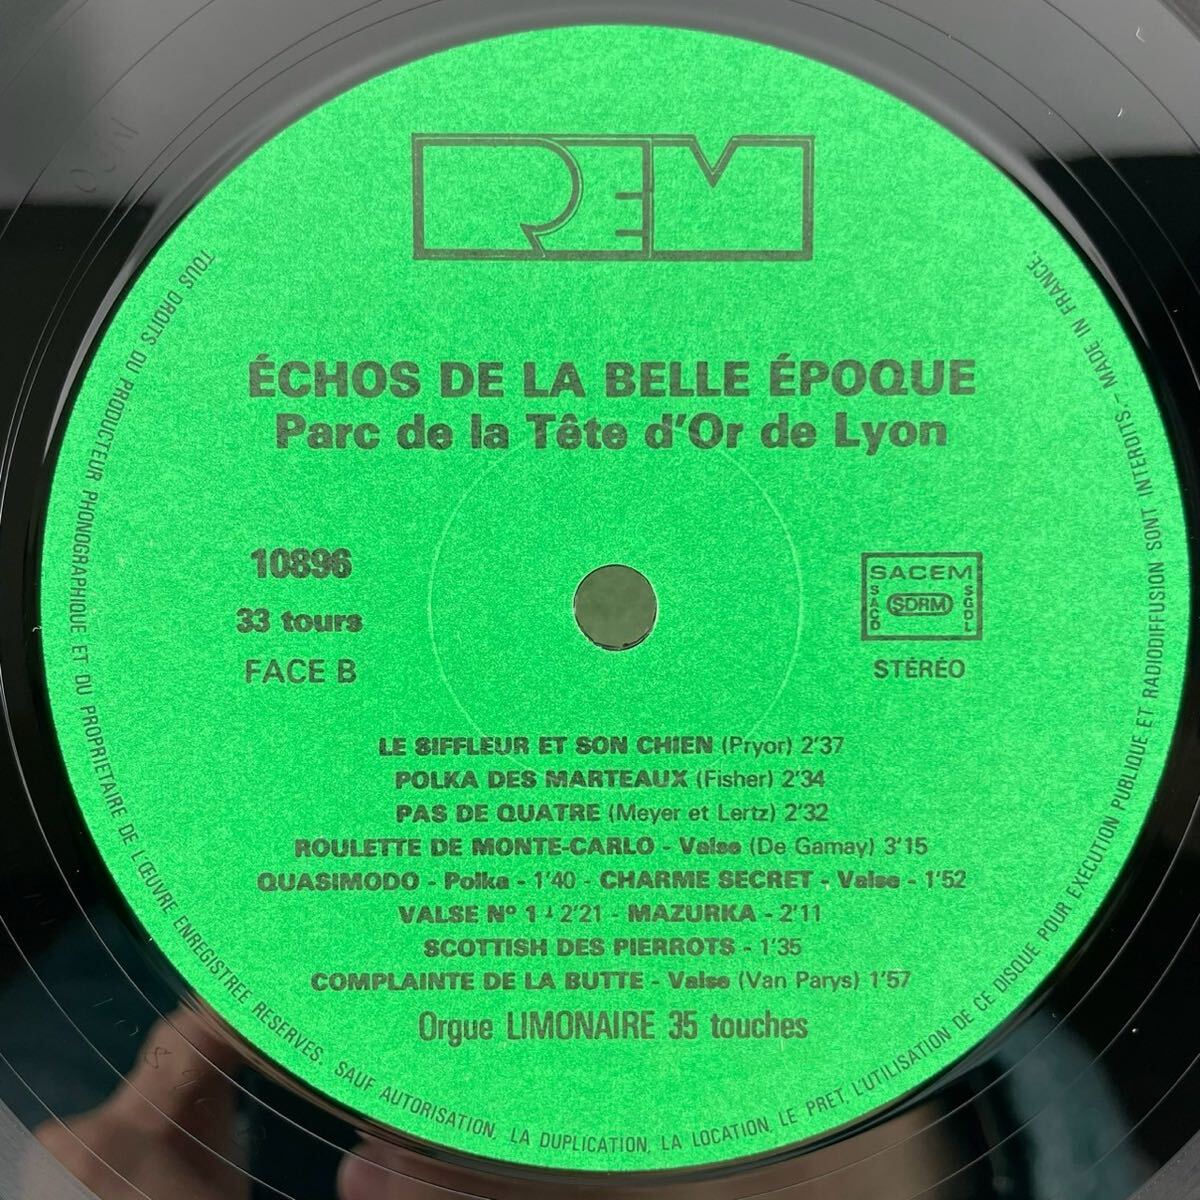 REM
ÉCHOS DE LA BELLE ÉPOQUE
Parc de la Tête d'Or de Lyon
10896
33 tours
FACE B
SACEM
SACD
SDRM
SGDL
STÉRÉO
LE SIFFLEUR ET SON CHIEN (Pryor) 2'37
POLKA DES MARTEAUX (Fisher) 2'34
PAS DE QUATRE (Meyer et Lertz) 2'32
ROULETTE DE MONTE-CARLO - Valse (De Gamay) 3'15
QUASIMODO - Polka - 1'40 - CHARME SECRET - Valse - 1'52
VALSE Nº 1 - 2'21 - MAZURKA - 2'11
SCOTTISH DES PIERROTS - 1'35
COMPLAINTE DE LA BUTTE - Valse (Van Parys) 1'57
Orgue LIMONAIRE 35 touches
TOUS DROITS DU PRODUCTEUR PHONOGRAPHIQUE ET DU PROPRIETAIRE DE L'ŒUVRE ENREGISTREE RESERVES. SAUF AUTORISATION, LA DUPLICATION, LA LOCATION, LE PRET, L'UTILISATION DE CE DISQUE POUR EXECUTION PUBLIQUE ET RADIODIFFUSION SONT INTERDITS. - MADE IN FRANCE.